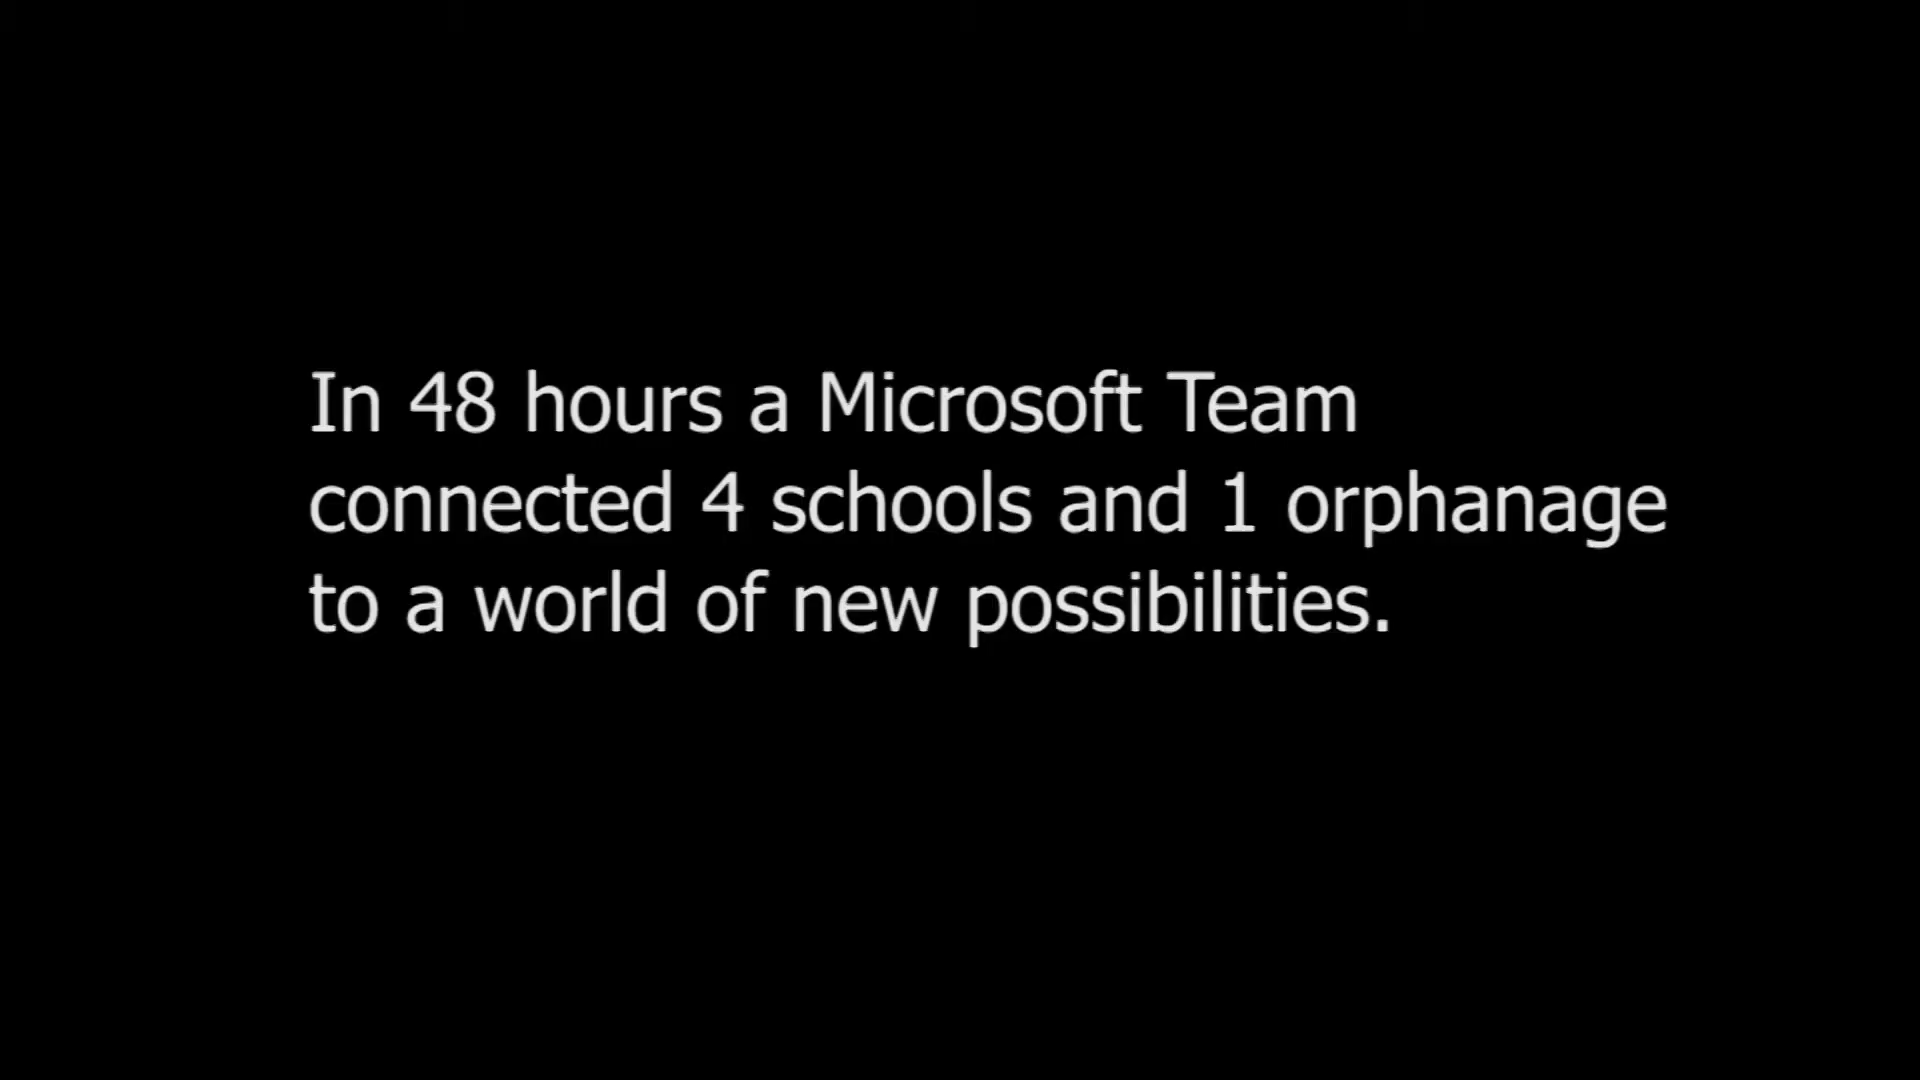 In 48 hours a Microsoft Team
connected 4 schools and 1 orphanage
to a world of new possibilities.